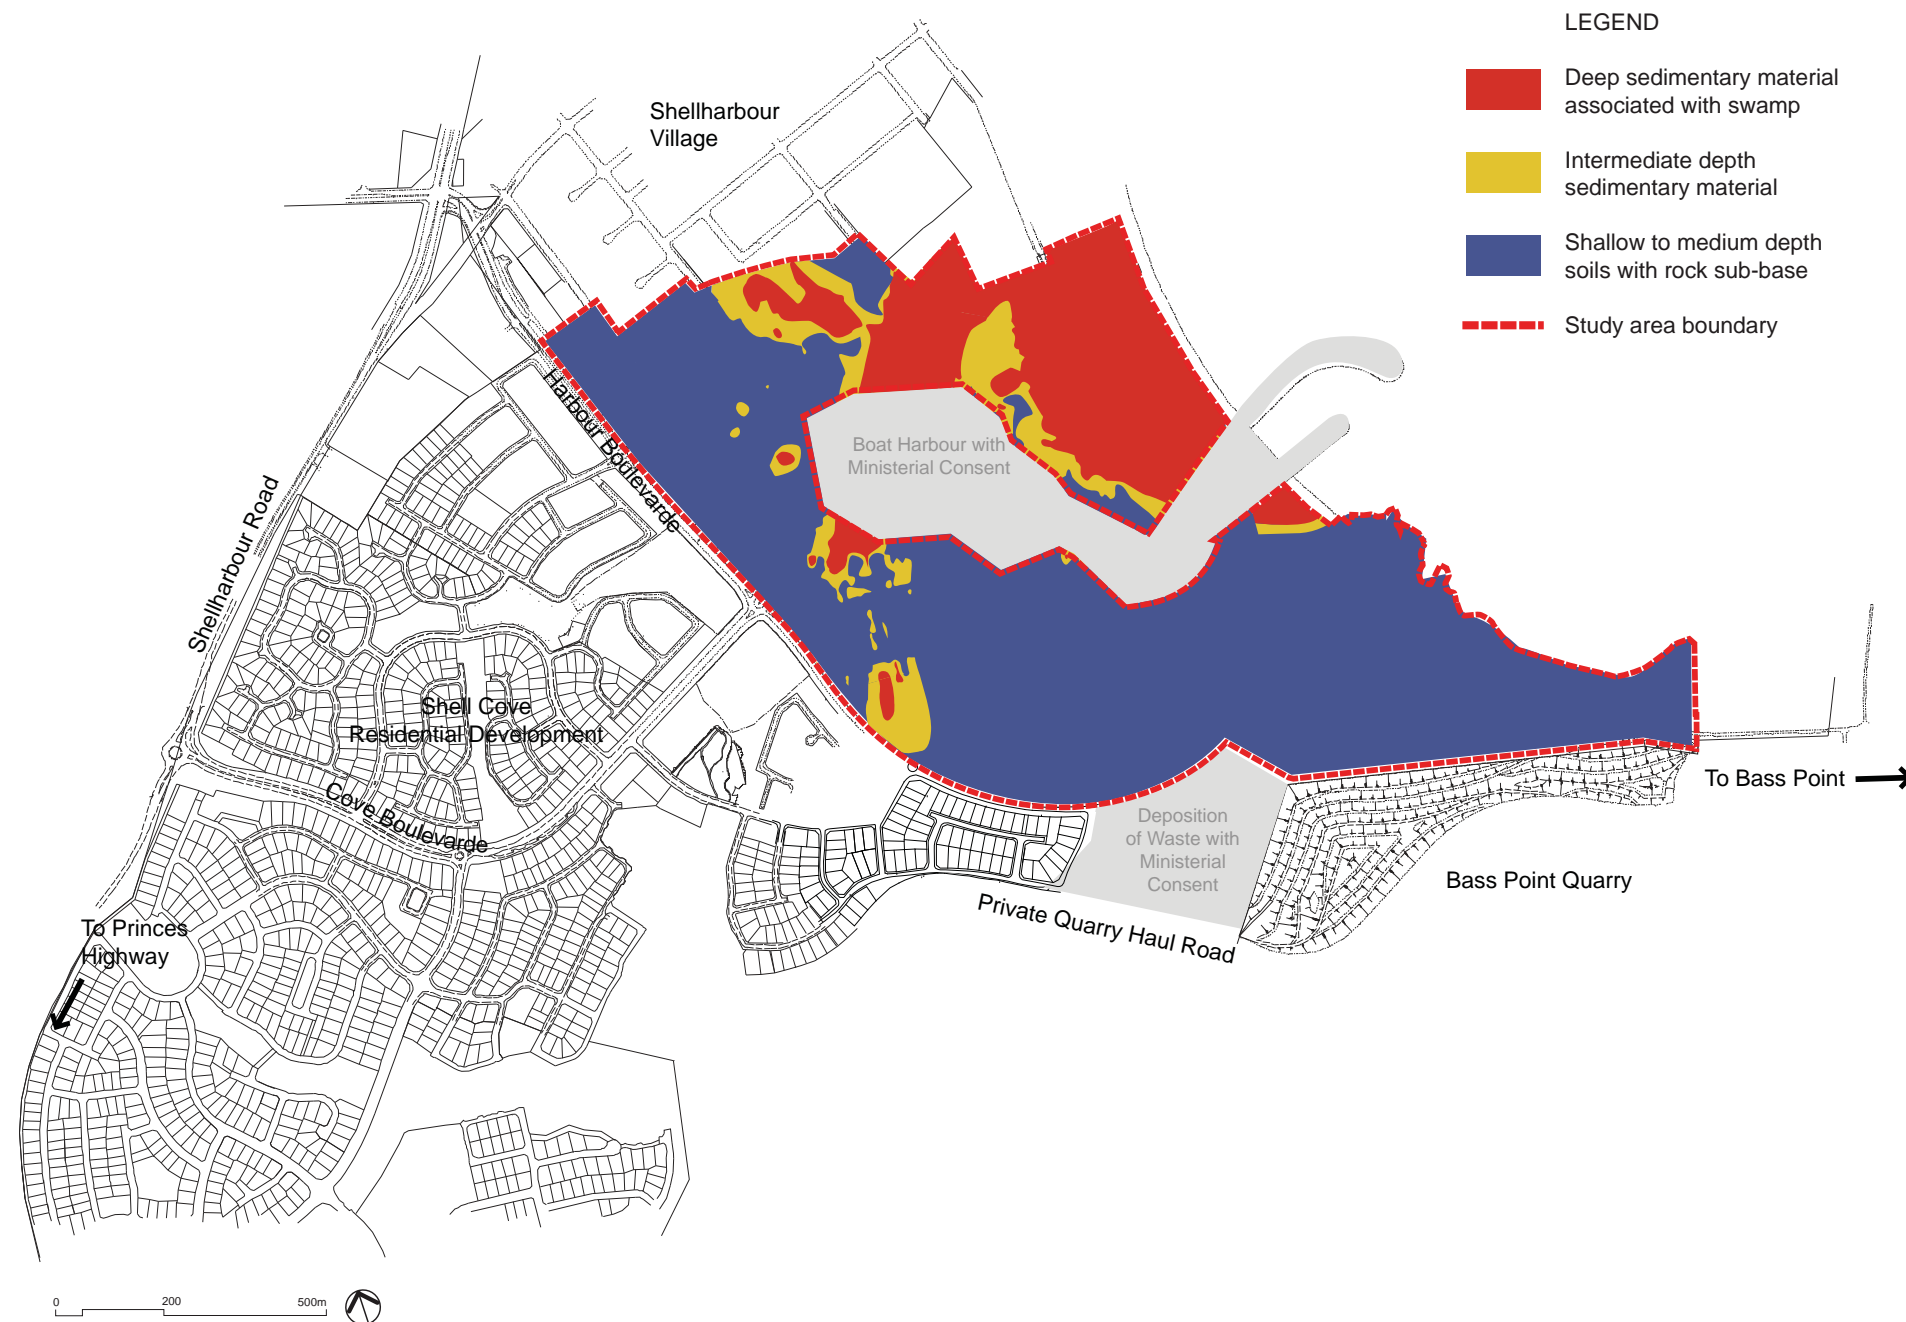 LEGEND
Deep sedimentary material
associated with swamp
Intermediate depth
sedimentary material
Shallow to medium depth
soils with rock sub-base
Study area boundary
Shellharbour
Village
Harbour Boulevarde
Boat Harbour with
Ministerial Consent
Shellharbour Road
Shell Cove
Residential Development
Cove Boulevarde
To Bass Point
Deposition
of Waste with
Ministerial
Consent
Bass Point Quarry
Private Quarry Haul Road
To Princes
Highway
0 200 500m